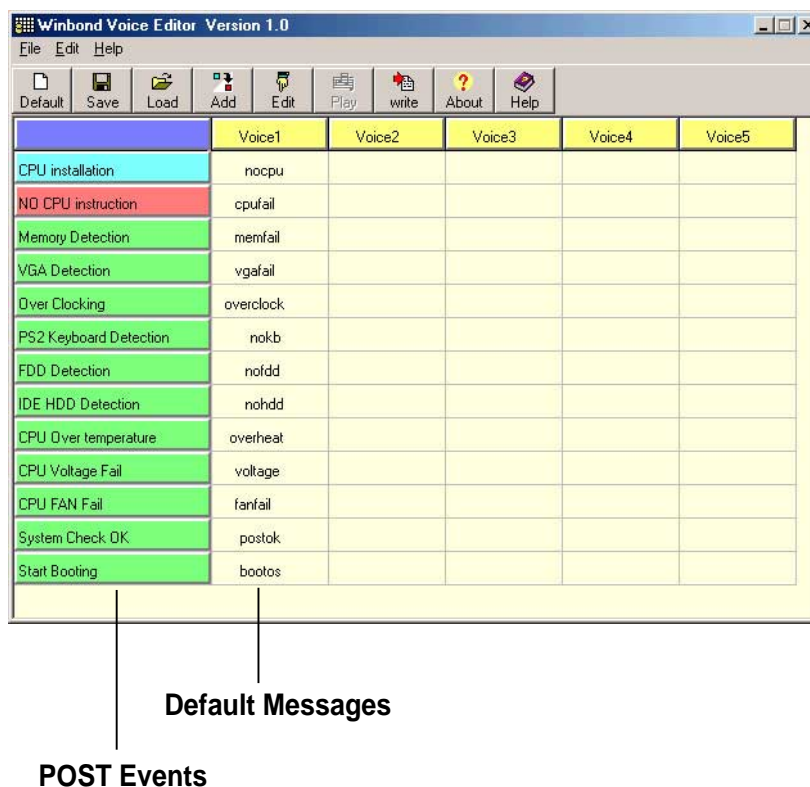 Winbond Voice Editor Version 1.0
File Edit Help
Default Save Load Add Edit Play write About Help
Voice1 Voice2 Voice3 Voice4 Voice5
CPU installation nocpu
NO CPU instruction cpufail
Memory Detection memfail
VGA Detection vgafail
Over Clocking overclock
PS2 Keyboard Detection nokb
FDD Detection nofdd
IDE HDD Detection nohdd
CPU Over temperature overheat
CPU Voltage Fail voltage
CPU FAN Fail fanfail
System Check OK postok
Start Booting bootos
Default Messages
POST Events